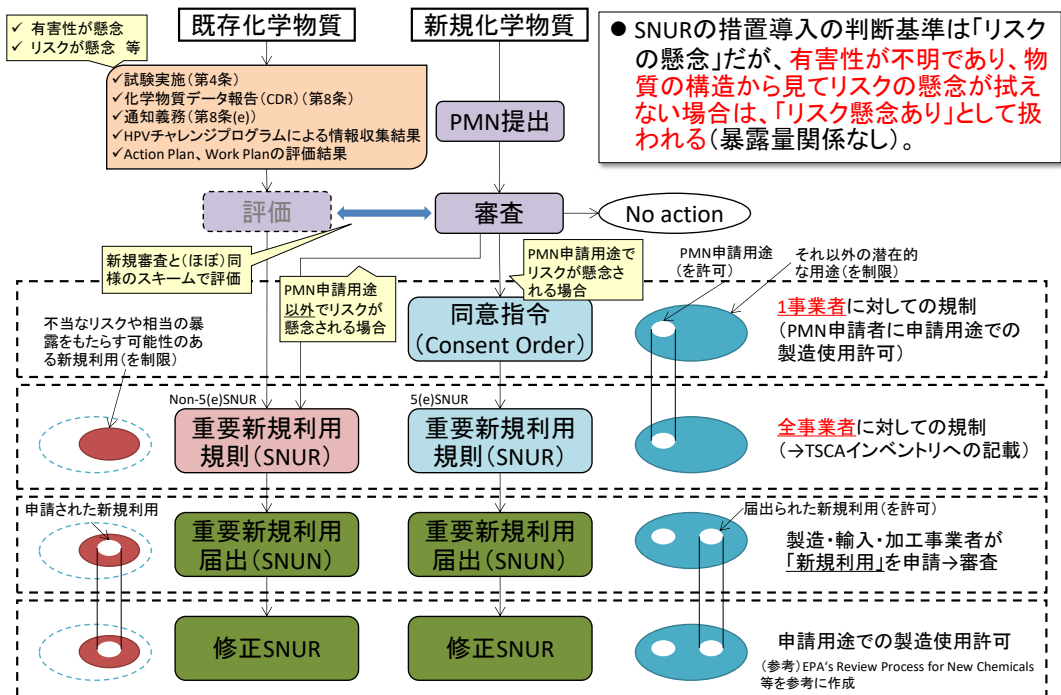 ✓ 有害性が懸念
✓ リスクが懸念 等
既存化学物質
新規化学物質
● SNURの措置導入の判断基準は「リスク
の懸念」だが、有害性が不明であり、物
質の構造から見てリスクの懸念が拭え
ない場合は、「リスク懸念あり」として扱
われる(暴露量関係なし)。
✓試験実施(第4条)
✓化学物質データ報告(CDR)(第8条)
✓通知義務(第8条(e))
✓HPVチャレンジプログラムによる情報収集結果
✓Action Plan、Work Planの評価結果
PMN提出
評価
審査
No action
新規審査と(ほぼ)同
様のスキームで評価
PMN申請用途
以外でリスクが
懸念される場合
PMN申請用途で
リスクが懸念さ
れる場合
PMN申請用途
(を許可)
それ以外の潜在的
な用途(を制限)
不当なリスクや相当の暴
露をもたらす可能性のあ
る新規利用(を制限)
同意指令
(Consent Order)
1事業者に対しての規制
(PMN申請者に申請用途での
製造使用許可)
Non-5(e)SNUR
重要新規利用
規則(SNUR)
5(e)SNUR
重要新規利用
規則(SNUR)
全事業者に対しての規制
(→TSCAインベントリへの記載)
申請された新規利用
重要新規利用
届出(SNUN)
重要新規利用
届出(SNUN)
届出られた新規利用(を許可)
製造・輸入・加工事業者が
「新規利用」を申請→審査
修正SNUR
修正SNUR
申請用途での製造使用許可
(参考)EPA's Review Process for New Chemicals
等を参考に作成